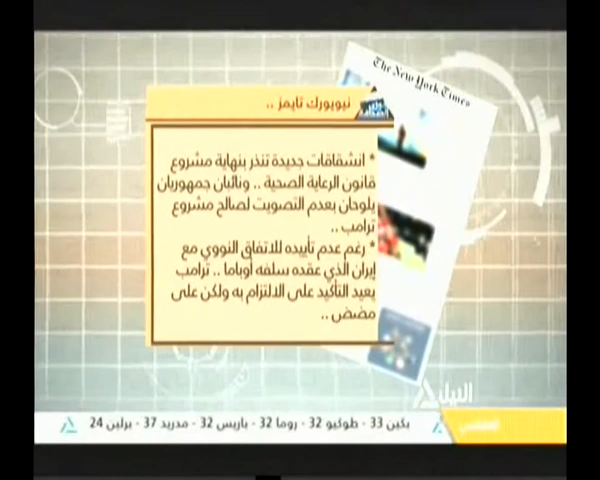 The New York Times
نيويورك تايمز ..
* انشقاقات جديدة تنذر بنهاية مشروع
قانون الرعاية الصحية .. ونائبان جمهوريان
يلوحان بعدم التصويت لصالح مشروع
ترامب ..
* رغم عدم تأييده للاتفاق النووي مع
إيران الذي عقده سلفه أوباما .. ترامب
يعيد التأكيد على الالتزام به ولكن على
مضض ..
النيل
بكين 33 - طوكيو 32 - روما 32 - باريس 32 - مدريد 37 - برلين 24